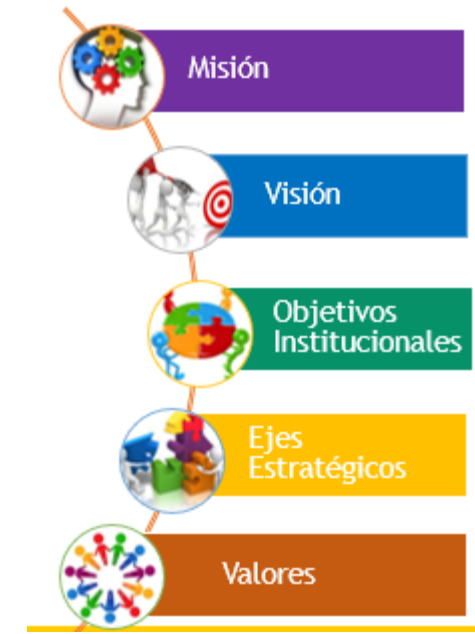 Misión
Visión
Objetivos
Institucionales
Ejes
Estratégicos
Valores